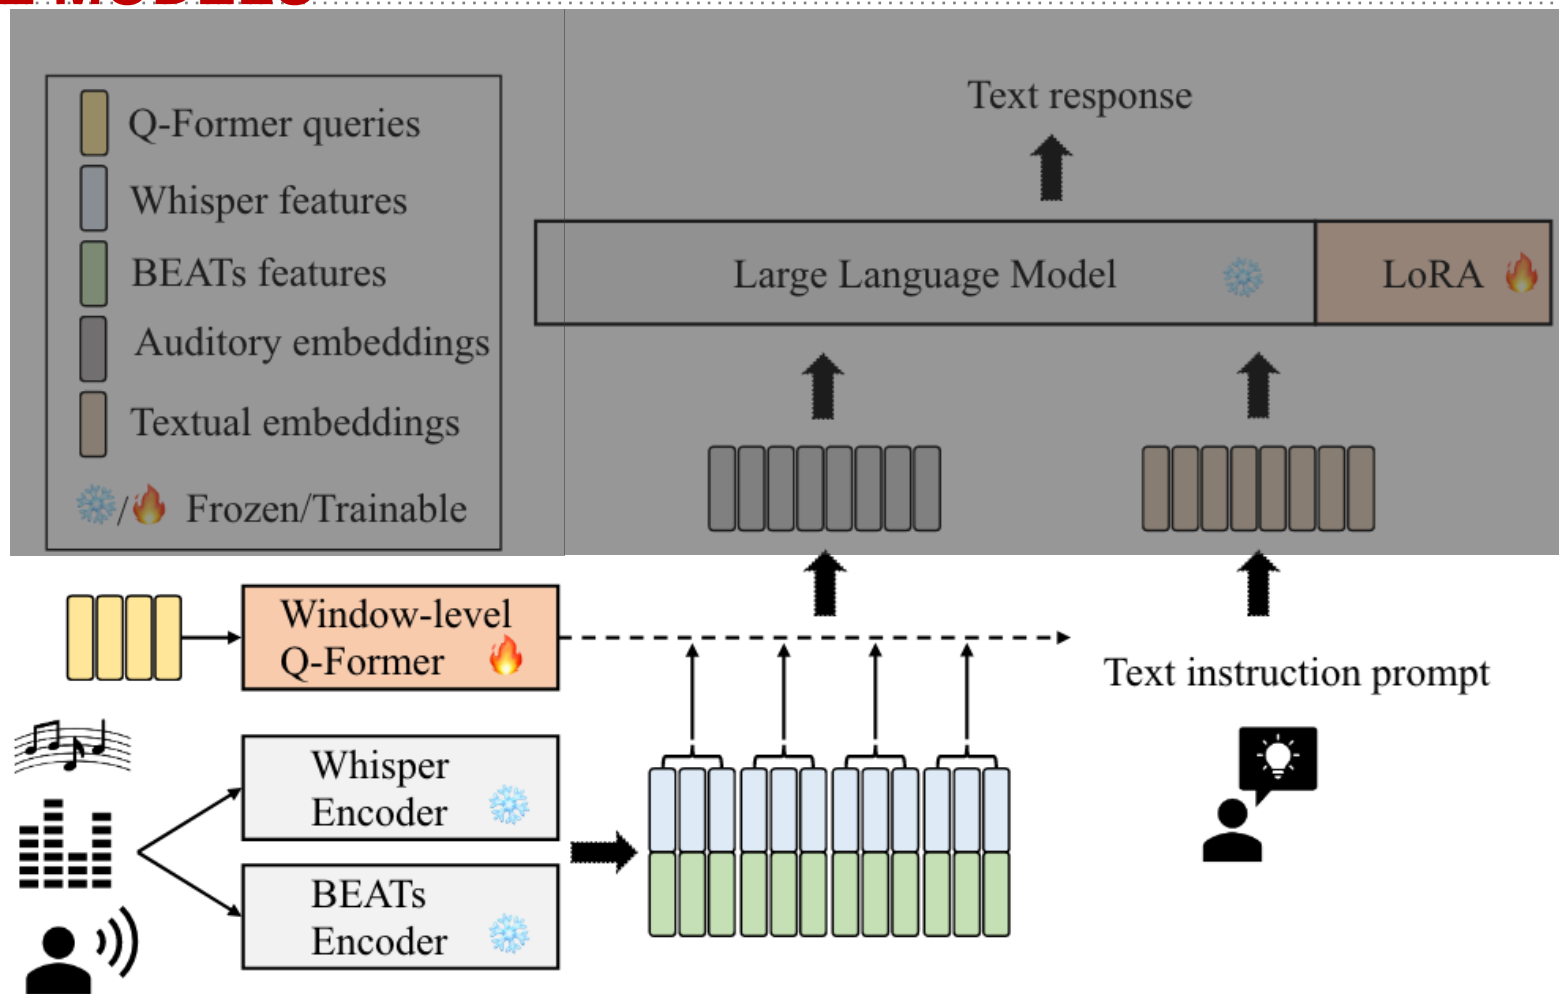 Q-Former queries
Whisper features
BEATs features
Auditory embeddings
Textual embeddings
/ Frozen/Trainable
Text response
Large Language Model
LoRA
Window-level
Q-Former
Whisper
Encoder
BEATs
Encoder
Text instruction prompt